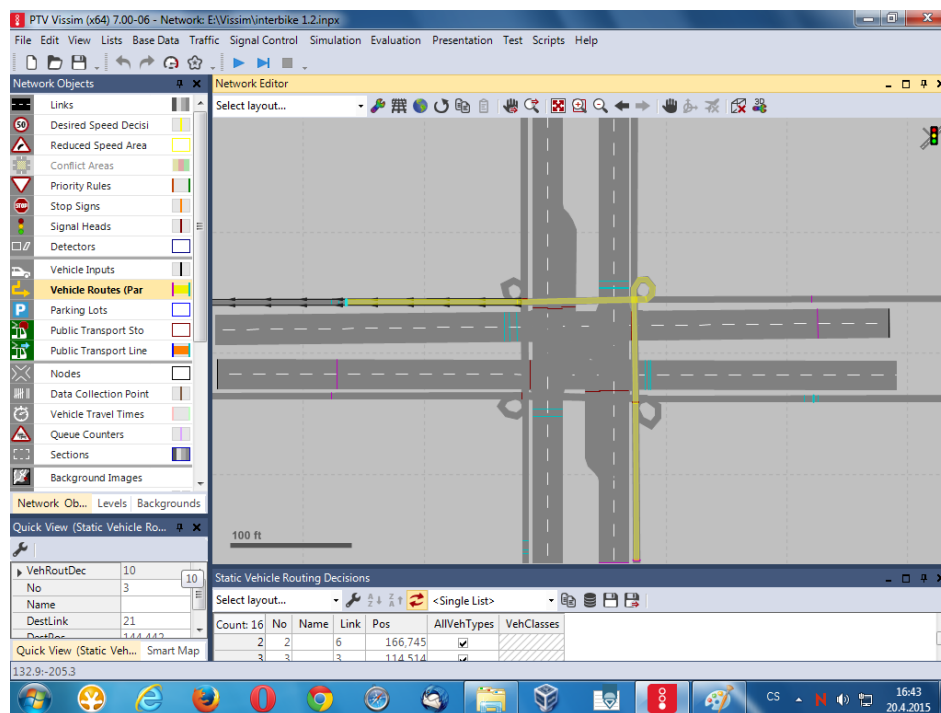 PTV Vissim (x64) 7.00-06 - Network: E:\Vissim\interbike 1.2.inpx
File Edit View Lists Base Data Traffic Signal Control Simulation Evaluation Presentation Test Scripts Help
Network Objects
Links
50 Desired Speed Decisi
Reduced Speed Area
Conflict Areas
Priority Rules
STOP Stop Signs
Signal Heads
Detectors
Vehicle Inputs
Vehicle Routes (Par
P Parking Lots
Public Transport Sto
Public Transport Line
Nodes
Data Collection Point
Vehicle Travel Times
Queue Counters
Sections
Background Images
Network Ob... Levels Backgrounds
Network Editor
Select layout...
3D
100 ft
Quick View (Static Vehicle Ro...
VehRoutDec 10
10
No 3
Name
DestLink 21
DestPos 144,442
Quick View (Static Veh... Smart Map
Static Vehicle Routing Decisions
Select layout... <Single List>
Count: 16 No Name Link Pos AllVehTypes VehClasses
2 2 6 166,745
3 3 3 114,514
132.9:-205.3
CS 16:43
20.4.2015